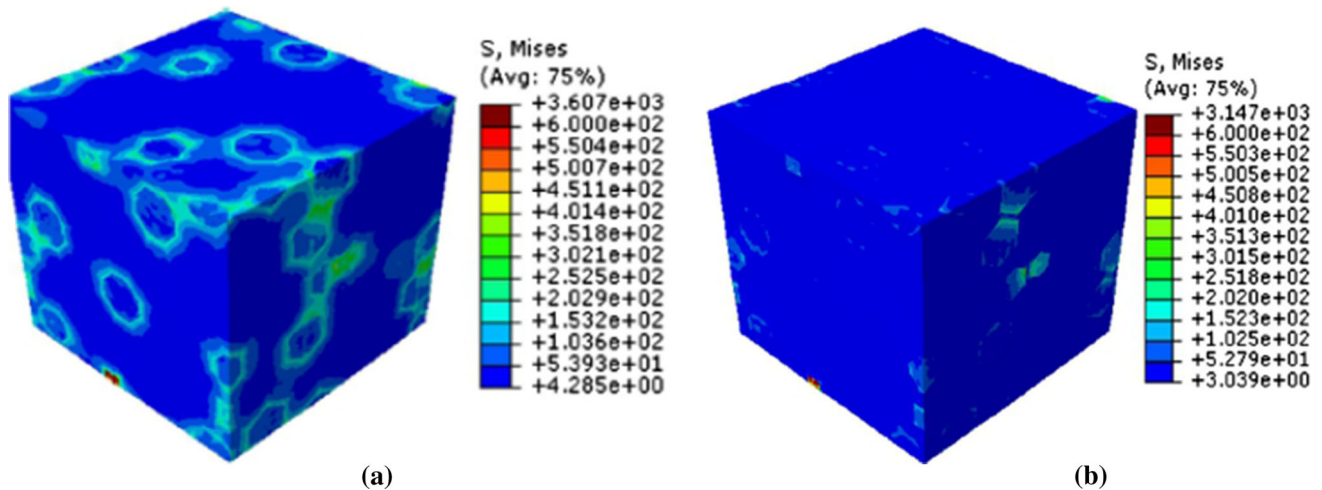 S, Mises
(Avg: 75%)
+3.607e+03
+6.000e+02
+5.504e+02
+5.007e+02
+4.511e+02
+4.014e+02
+3.518e+02
+3.021e+02
+2.525e+02
+2.029e+02
+1.532e+02
+1.036e+02
+5.393e+01
+4.285e+00
(a)
S, Mises
(Avg: 75%)
+3.147e+03
+6.000e+02
+5.503e+02
+5.005e+02
+4.508e+02
+4.010e+02
+3.513e+02
+3.015e+02
+2.518e+02
+2.020e+02
+1.523e+02
+1.025e+02
+5.279e+01
+3.039e+00
(b)